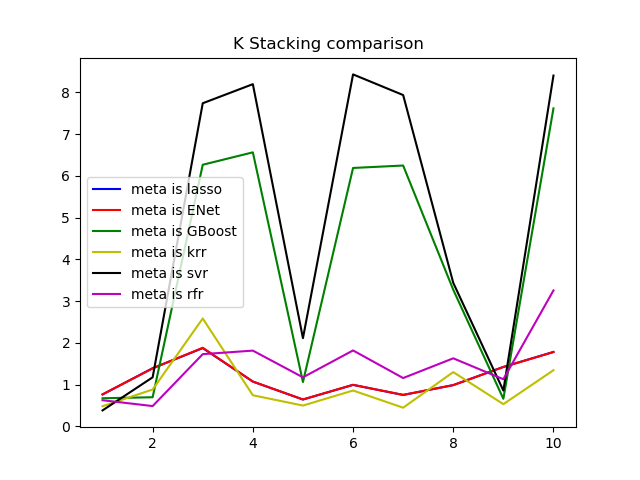 K Stacking comparison
8
7
6
5
4
3
2
1
0
meta is lasso
meta is ENet
meta is GBoost
meta is krr
meta is svr
meta is rfr
2
4
6
8
10